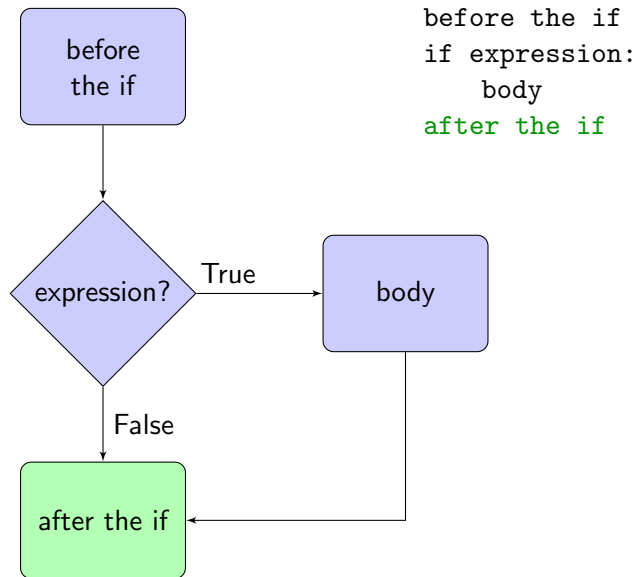 before
the if
expression?
True
body
False
after the if
before the if
if expression:
    body
after the if